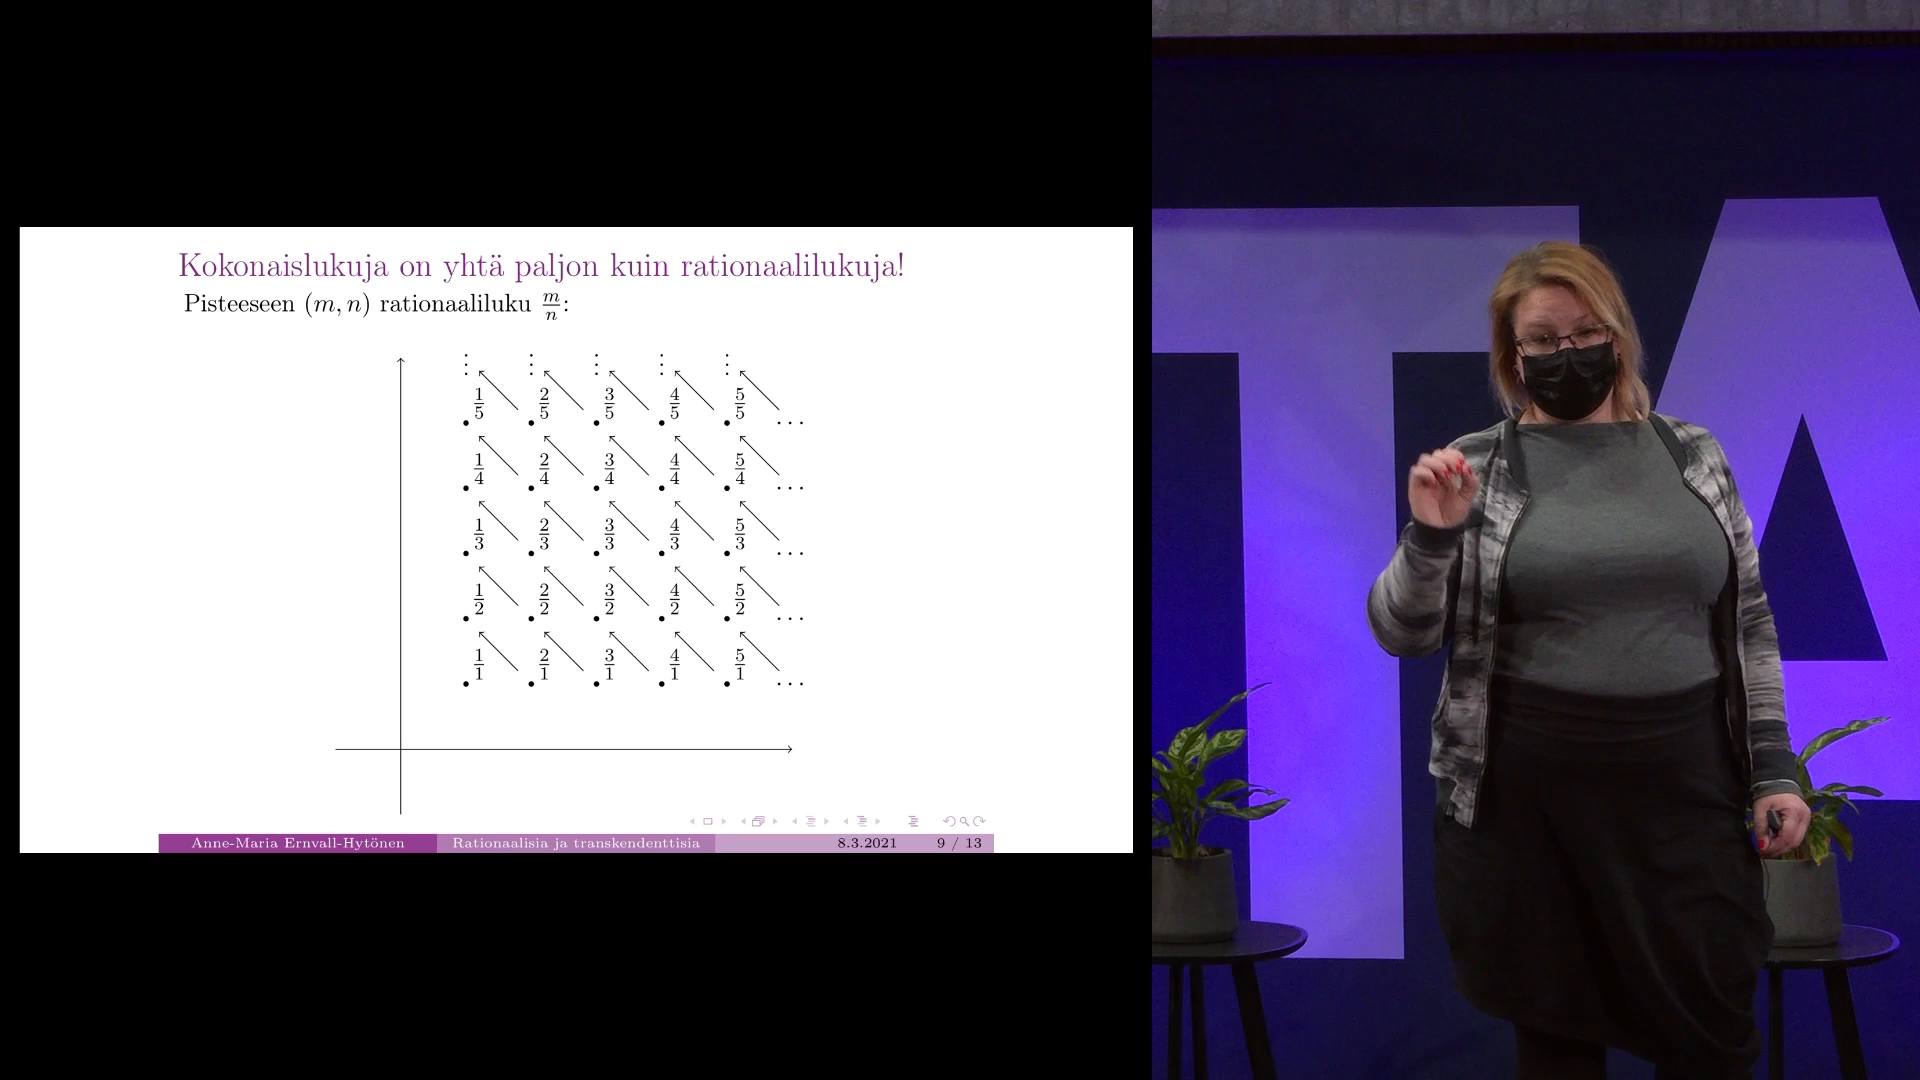 Kokonaislukuja on yhtä paljon kuin rationaalilukuja!
Pisteeseen (m, n) rationaaliluku m/n:
⋮ ⋮ ⋮ ⋮ ⋮
1/5 2/5 3/5 4/5 5/5 ...
1/4 2/4 3/4 4/4 5/4 ...
1/3 2/3 3/3 4/3 5/3 ...
1/2 2/2 3/2 4/2 5/2 ...
1/1 2/1 3/1 4/1 5/1 ...
Anne-Maria Ernvall-Hytönen Rationaalisia ja transkendenttisia 8.3.2021 9 / 13
TA